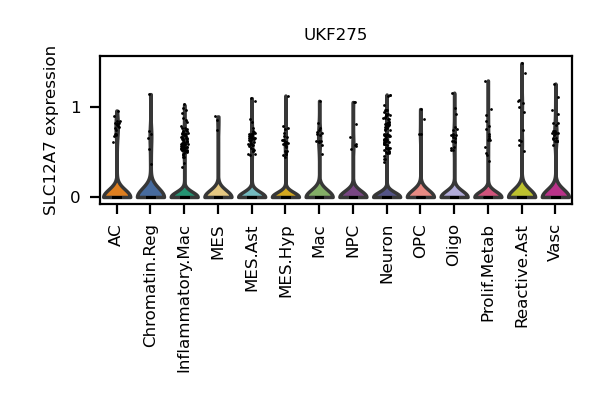 UKF275
SLC12A7 expression
1
0
AC
Chromatin.Reg
Inflammatory.Mac
MES
MES.Ast
MES.Hyp
Mac
NPC
Neuron
OPC
Oligo
Prolif.Metab
Reactive.Ast
Vasc